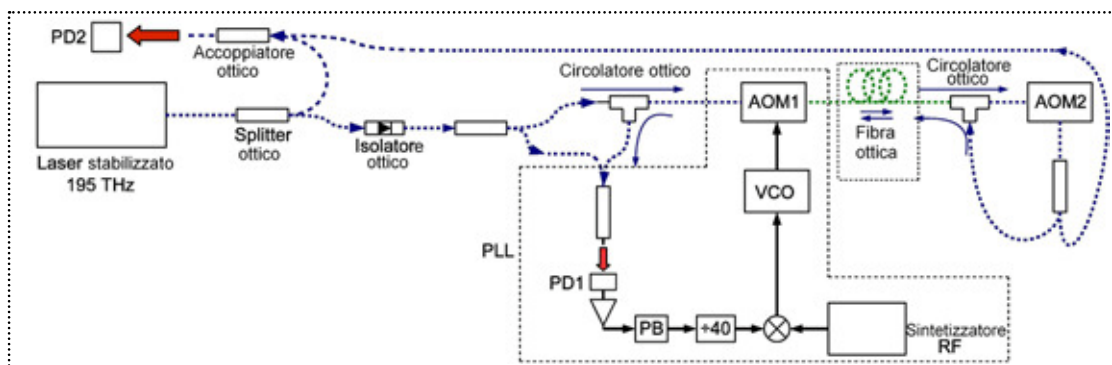 PD2
Accoppiatore
ottico
Circolatore ottico
Circolatore
ottico
AOM1
AOM2
Splitter
ottico
Isolatore
ottico
Fibra
ottica
Laser stabilizzato
195 THz
VCO
PLL
PD1
PB
÷40
Sintetizzatore
RF